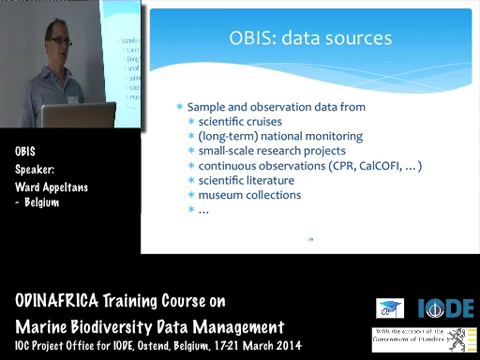 OBIS: data sources
Sample and observation data from
scientific cruises
(long-term) national monitoring
small-scale research projects
continuous observations (CPR, CalCOFI, …)
scientific literature
museum collections
…
19
OBIS
Speaker:
Ward Appeltans
- Belgium
ODINAFRICA Training Course on
Marine Biodiversity Data Management
IOC Project Office for IODE, Ostend, Belgium, 17-21 March 2014
IODE
With the support of the
Government of Flanders